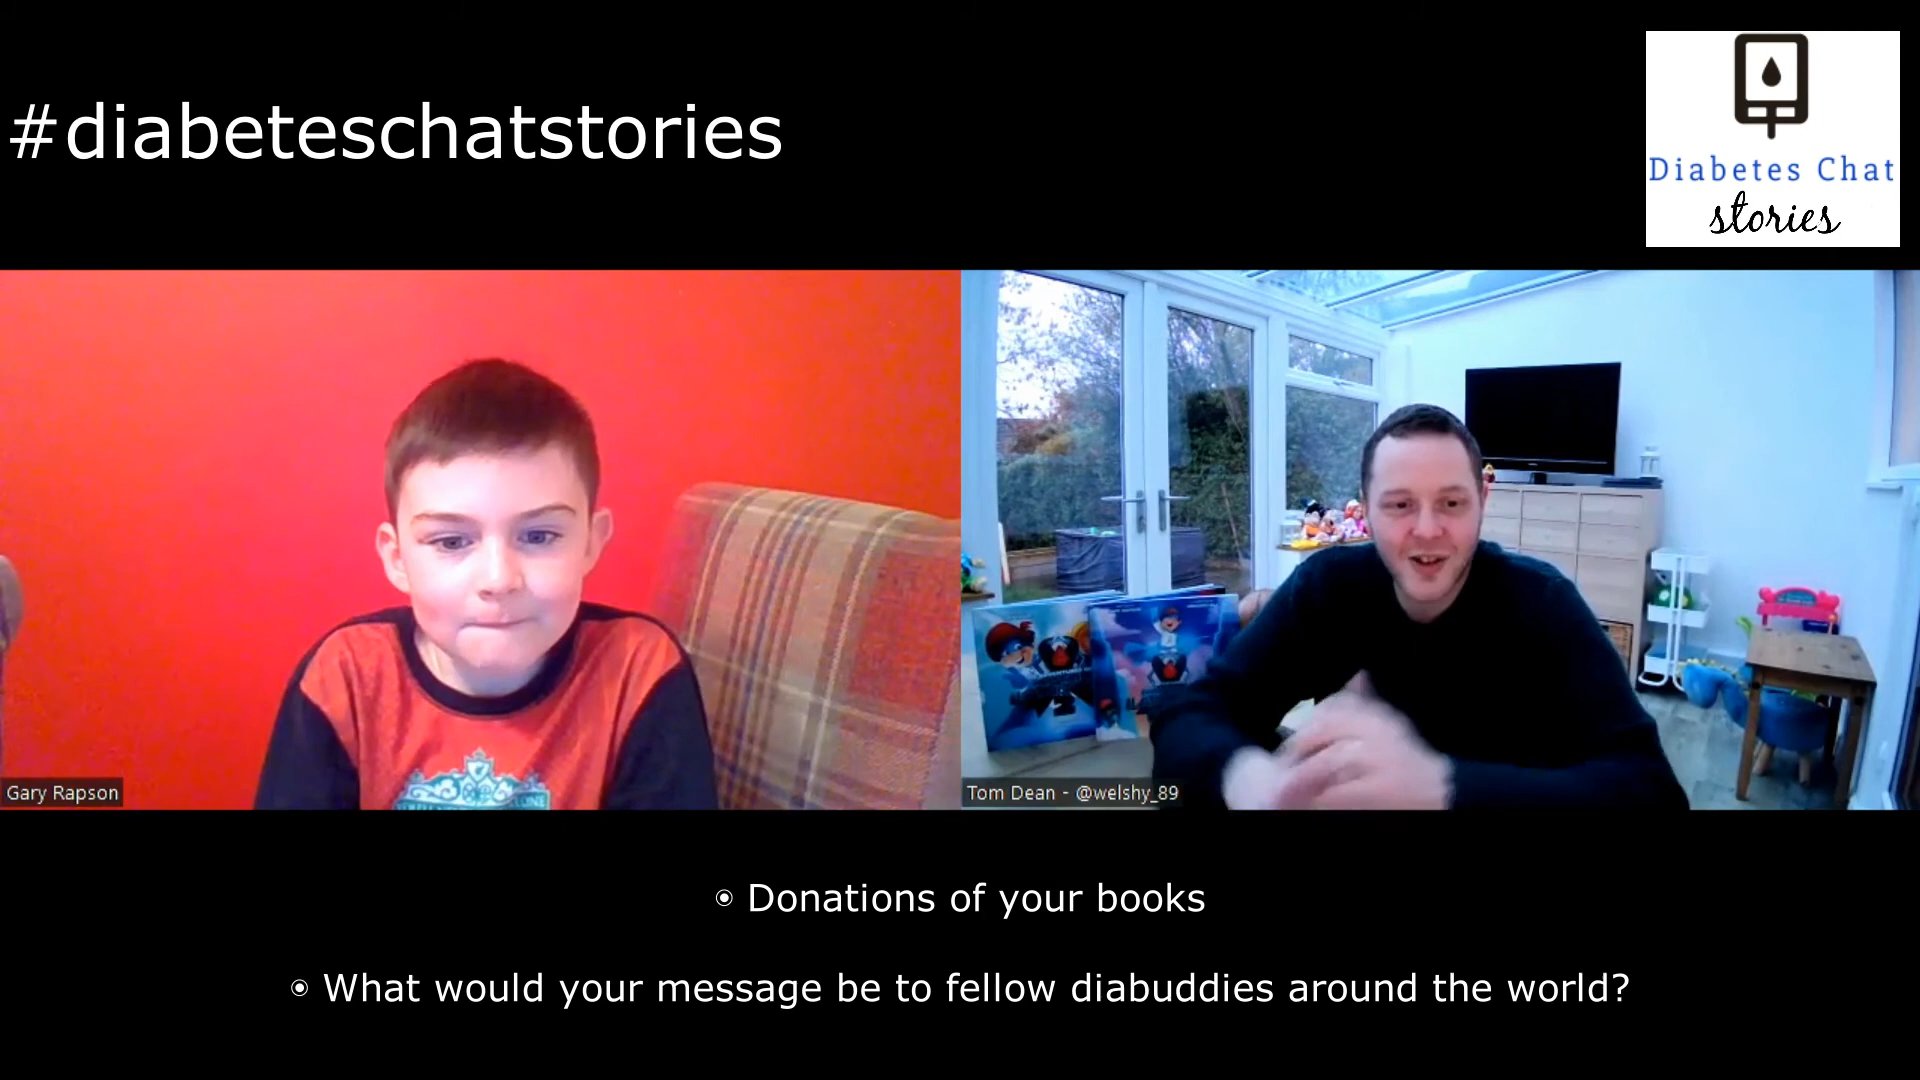 #diabeteschatstories
Diabetes Chat
stories
Gary Rapson
Tom Dean - @welshy_89
Donations of your books
What would your message be to fellow diabuddies around the world?